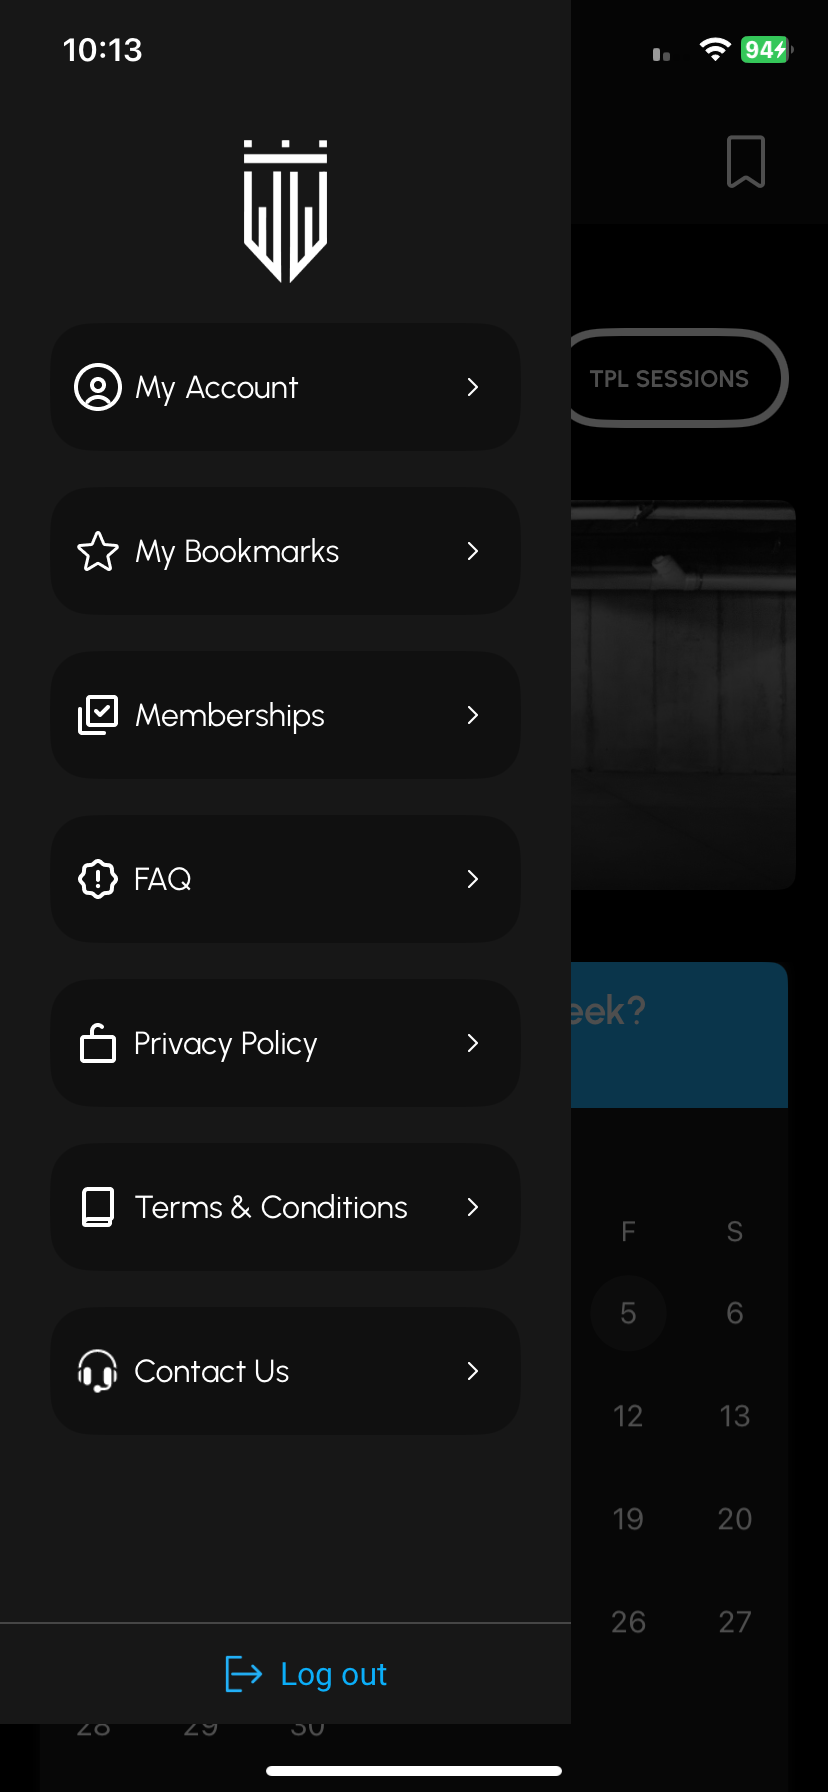 10:13
94
TPL SESSIONS
My Account
My Bookmarks
Memberships
FAQ
eek?
Privacy Policy
Terms & Conditions
F S
5 6
Contact Us
12 13
19 20
26 27
Log out
28 29 30